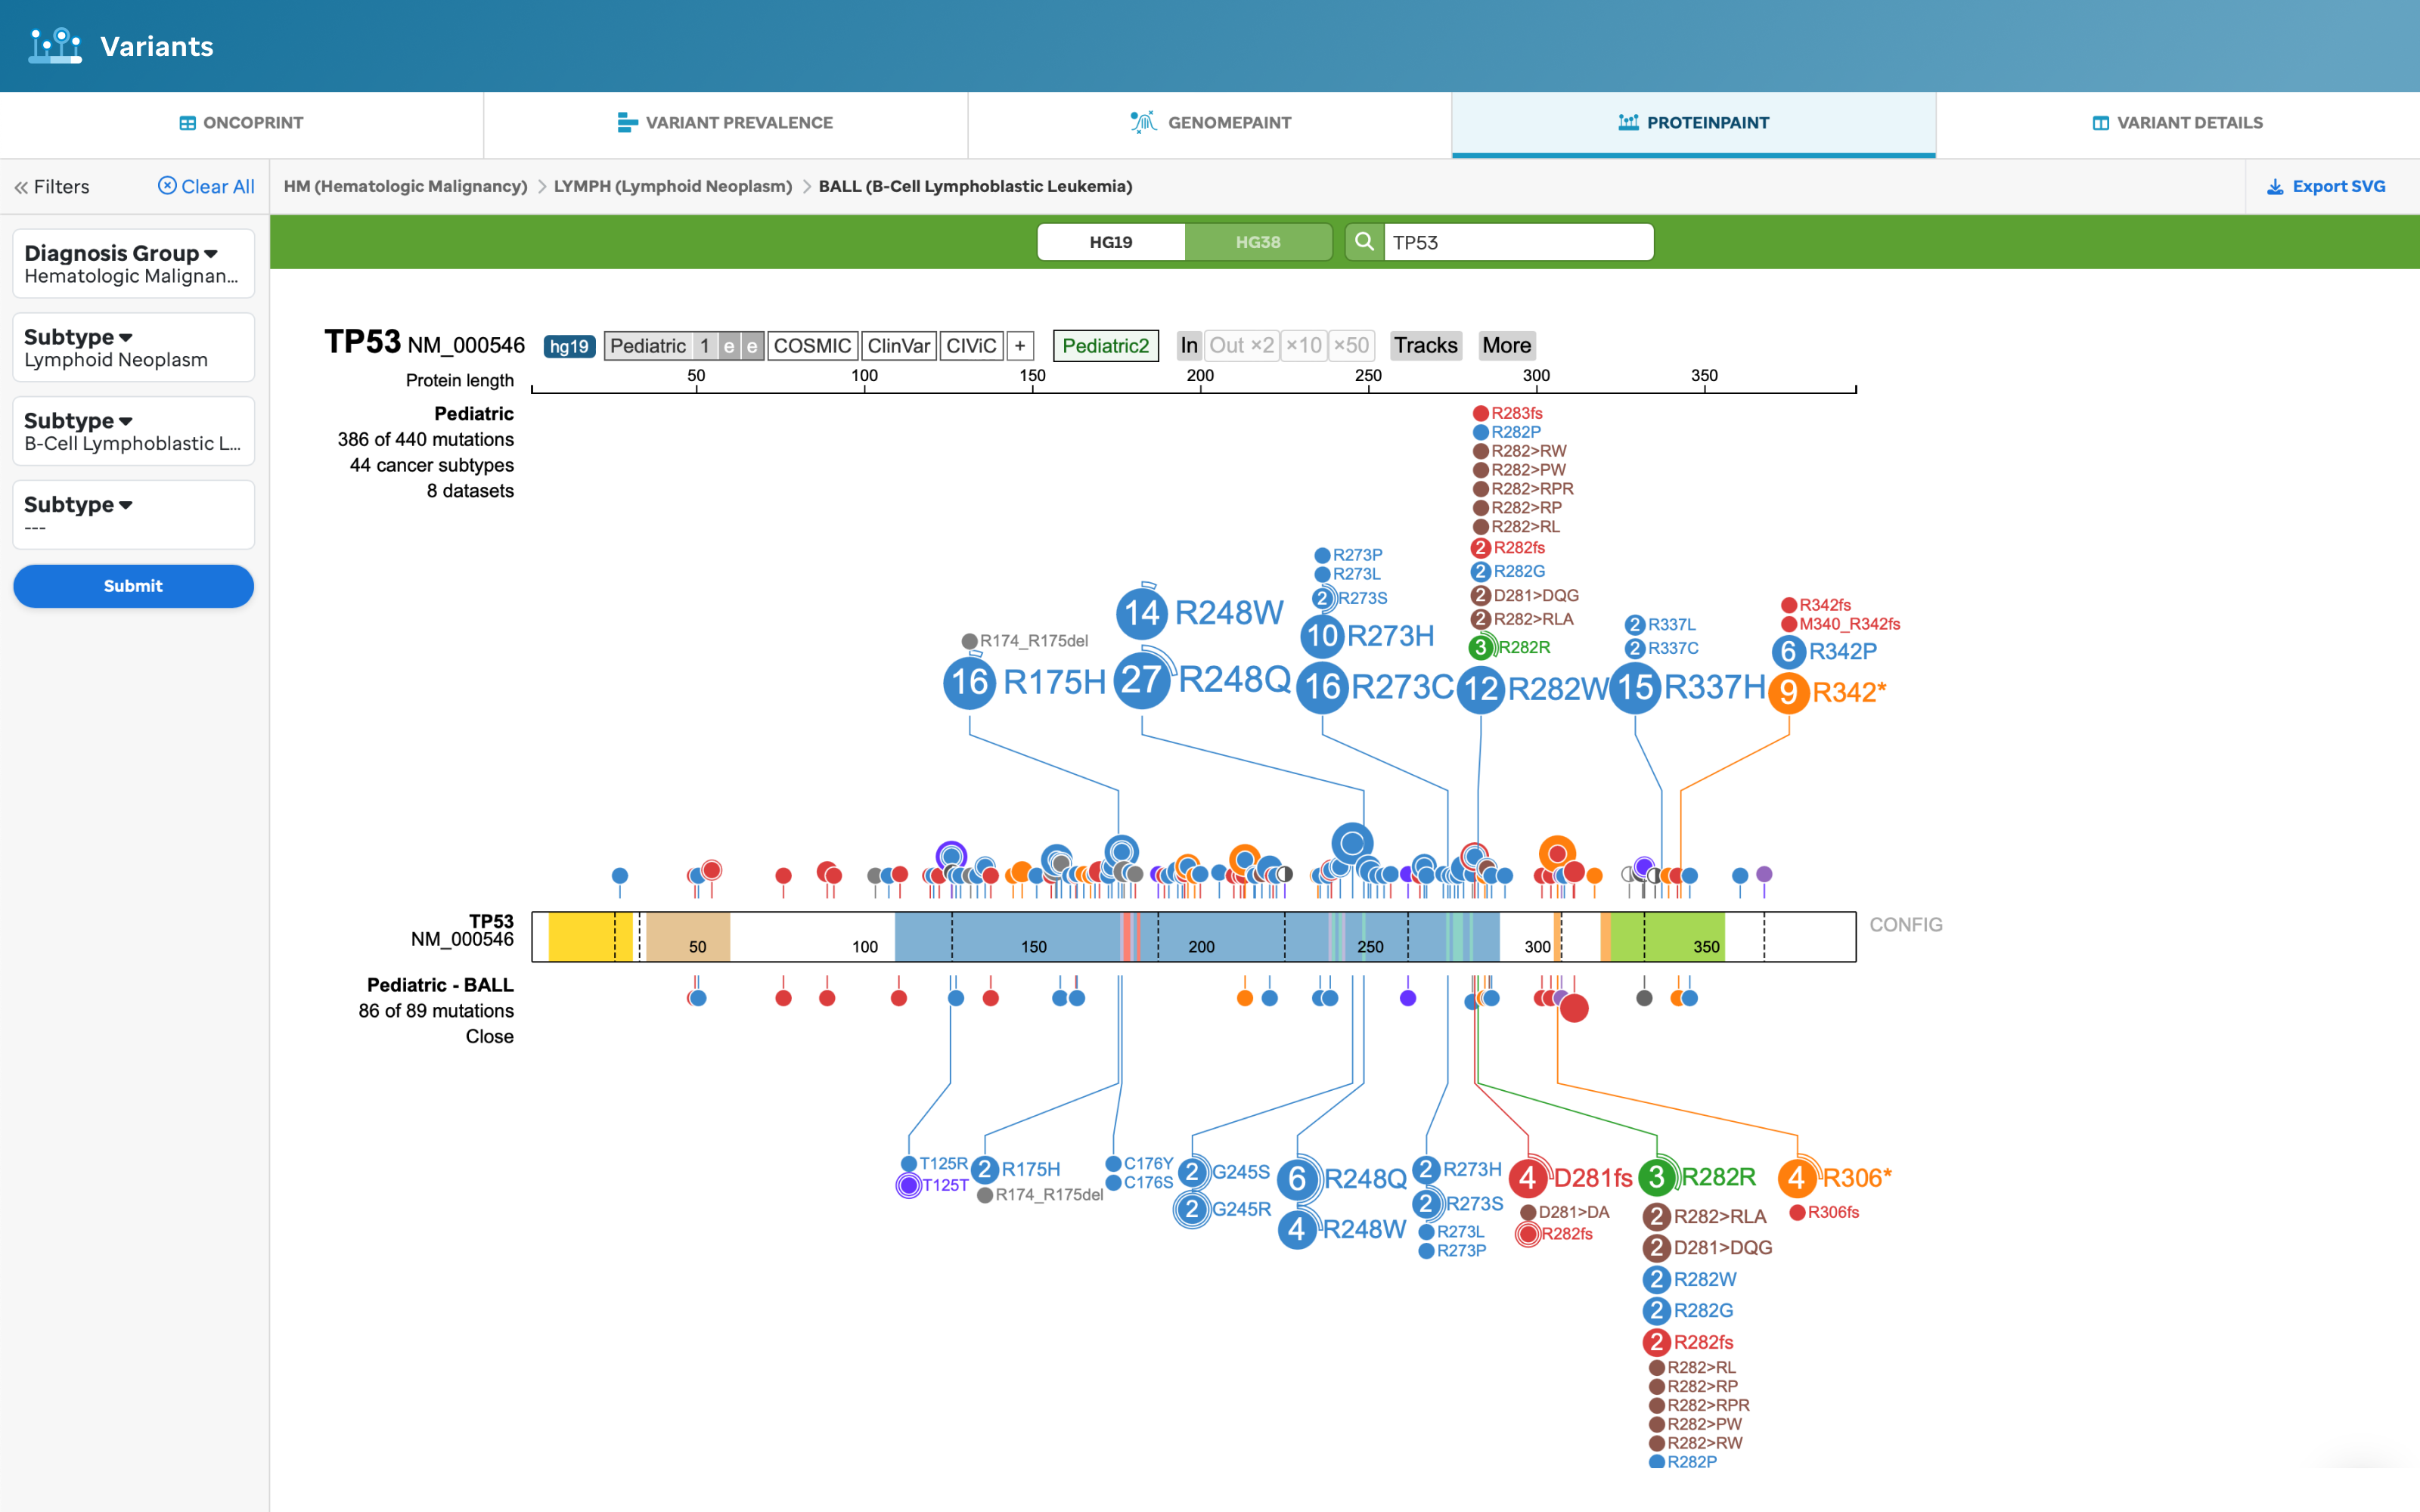 Variants
ONCOPRINT
VARIANT PREVALENCE
GENOMEPAINT
PROTEINPAINT
VARIANT DETAILS
Filters
Clear All
HM (Hematologic Malignancy) > LYMPH (Lymphoid Neoplasm) > BALL (B-Cell Lymphoblastic Leukemia)
Export SVG
Diagnosis Group
Hematologic Malignan...
Subtype
Lymphoid Neoplasm
Subtype
B-Cell Lymphoblastic L...
Subtype
---
Submit
HG19 HG38 TP53
TP53 NM_000546 hg19 Pediatric 1 e e COSMIC ClinVar CIViC + Pediatric2 In Out ×2 ×10 ×50 Tracks More
Protein length 50 100 150 200 250 300 350
Pediatric
386 of 440 mutations
44 cancer subtypes
8 datasets
R174_R175del
16 R175H
14 R248W
27 R248Q
R273P
R273L
2 R273S
10 R273H
16 R273C
R283fs
R282P
R282>RW
R282>PW
R282>RPR
R282>RP
R282>RL
2 R282fs
2 R282G
2 D281>DQG
2 R282>RLA
3 R282R
12 R282W
2 R337L
2 R337C
15 R337H
R342fs
M340_R342fs
6 R342P
9 R342*
TP53
NM_000546
50 100 150 200 250 300 350
CONFIG
Pediatric - BALL
86 of 89 mutations
Close
T125R
T125T
2 R175H
R174_R175del
C176Y
C176S
2 G245S
2 G245R
6 R248Q
4 R248W
2 R273H
2 R273S
R273L
R273P
4 D281fs
D281>DA
R282fs
3 R282R
2 R282>RLA
2 D281>DQG
2 R282W
2 R282G
2 R282fs
R282>RL
R282>RP
R282>RPR
R282>PW
R282>RW
R282P
4 R306*
R306fs